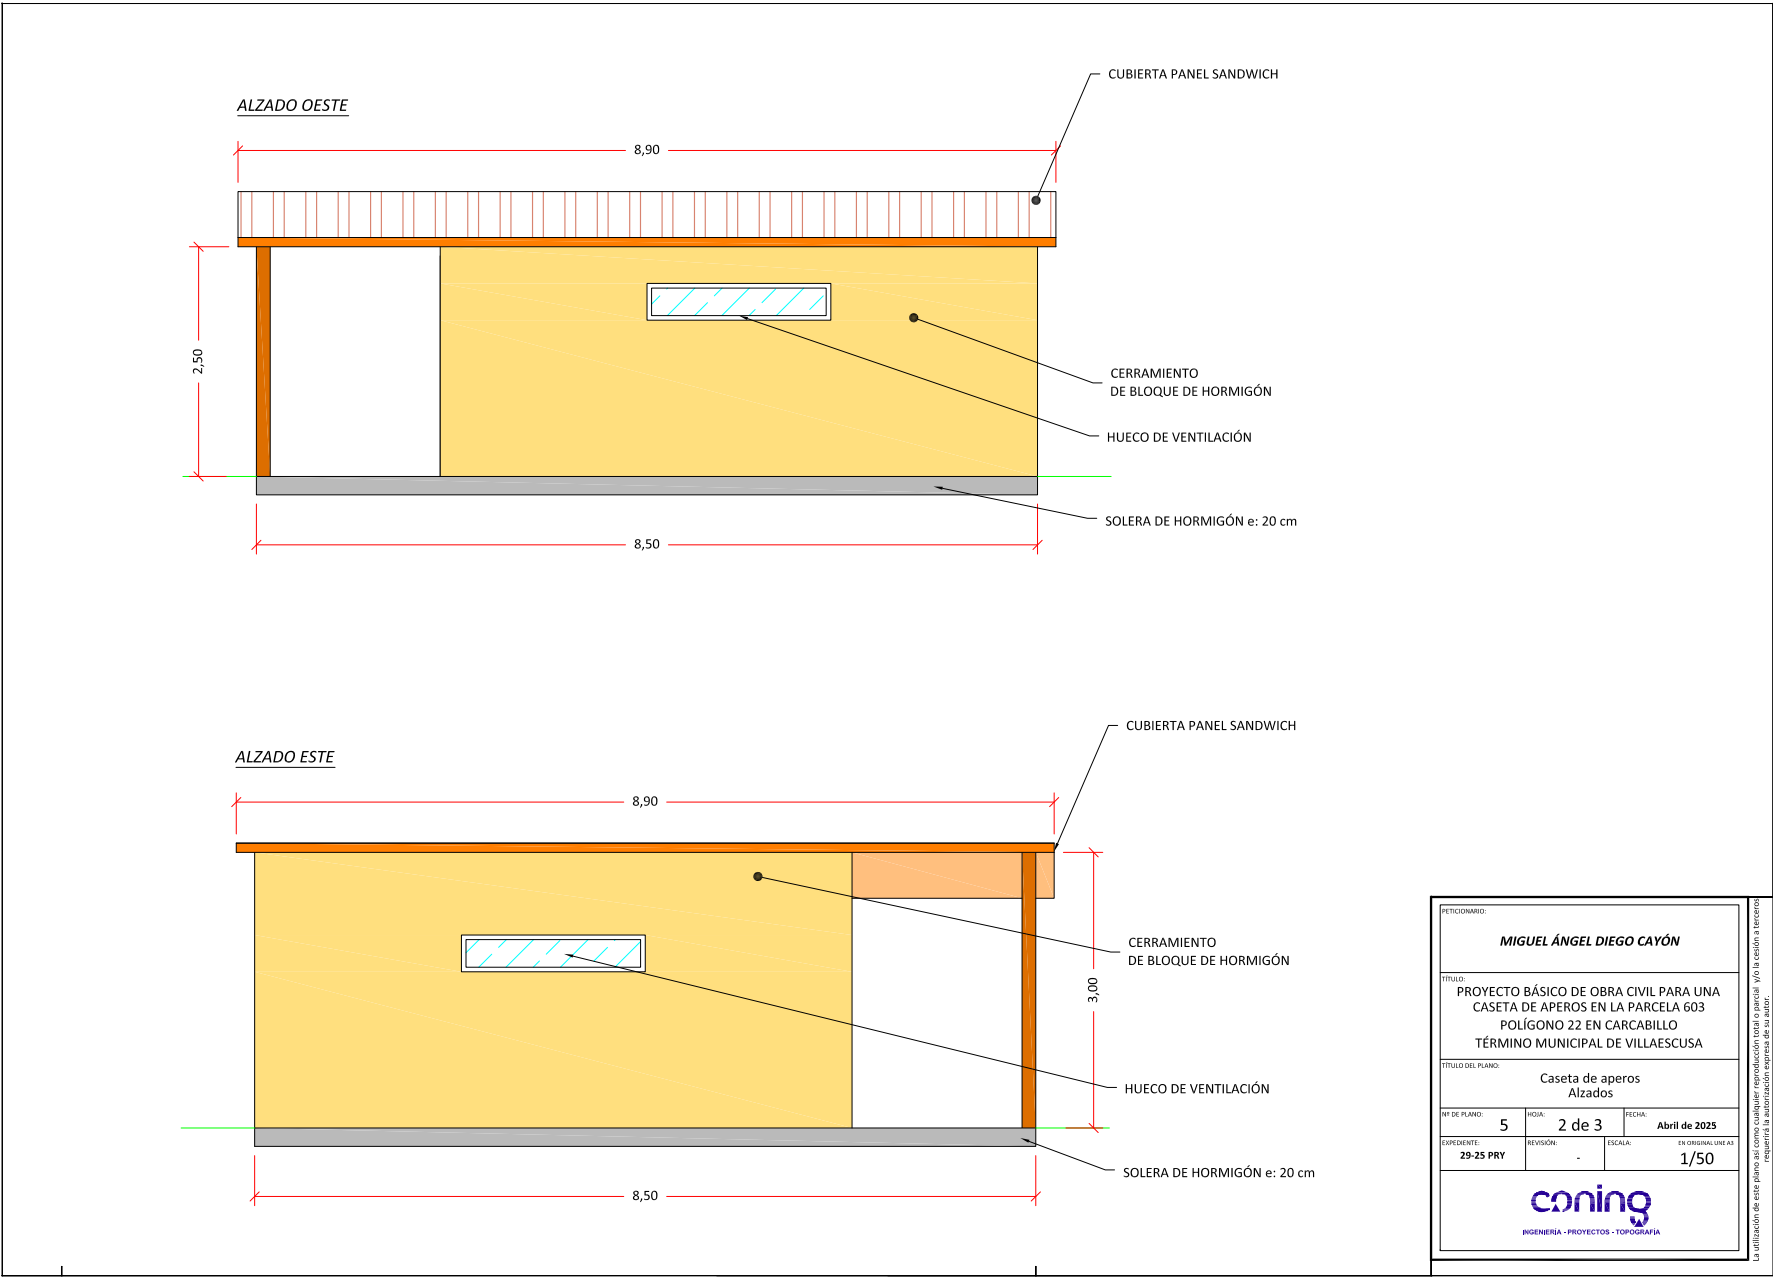 ALZADO OESTE
CUBIERTA PANEL SANDWICH
8,90
2,50
CERRAMIENTO
DE BLOQUE DE HORMIGÓN
HUECO DE VENTILACIÓN
SOLERA DE HORMIGÓN e: 20 cm
8,50
ALZADO ESTE
CUBIERTA PANEL SANDWICH
8,90
CERRAMIENTO
DE BLOQUE DE HORMIGÓN
3,00
HUECO DE VENTILACIÓN
SOLERA DE HORMIGÓN e: 20 cm
8,50
PETICIONARIO:
MIGUEL ÁNGEL DIEGO CAYÓN
TÍTULO:
PROYECTO BÁSICO DE OBRA CIVIL PARA UNA
CASETA DE APEROS EN LA PARCELA 603
POLÍGONO 22 EN CARCABILLO
TÉRMINO MUNICIPAL DE VILLAESCUSA
TÍTULO DEL PLANO:
Caseta de aperos
Alzados
Nº DE PLANO: HOJA: FECHA:
5 2 de 3 Abril de 2025
EXPEDIENTE: REVISIÓN: ESCALA: EN ORIGINAL UNE A3
29-25 PRY - 1/50
coning
INGENIERÍA - PROYECTOS - TOPOGRAFÍA
La utilización de este plano así como cualquier reproducción total o parcial y/o la cesión a terceros
requerirá la autorización expresa de su autor.